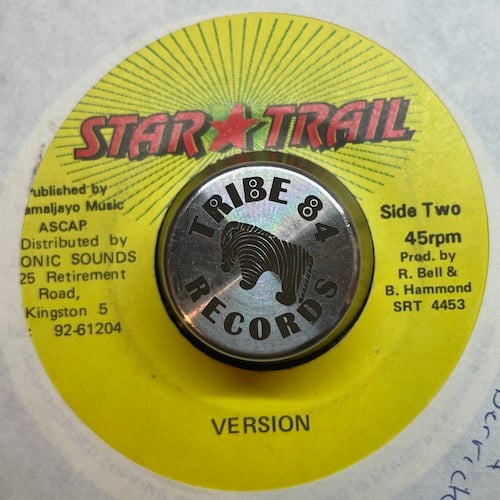 STAR TRAIL
Published by
amaljayo Music
ASCAP
Distributed by
ONIC SOUNDS
25 Retirement
Road,
Kingston 5
: 92-61204
TRIBE 84
RECORDS
Side Two
45rpm
Prod. by
R. Bell &
B. Hammond
SRT 4453
VERSION